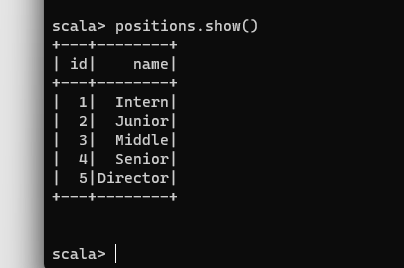 scala> positions.show()
+---+--------+
| id|    name|
+---+--------+
|  1|  Intern|
|  2|  Junior|
|  3|  Middle|
|  4|  Senior|
|  5|Director|
+---+--------+
scala>